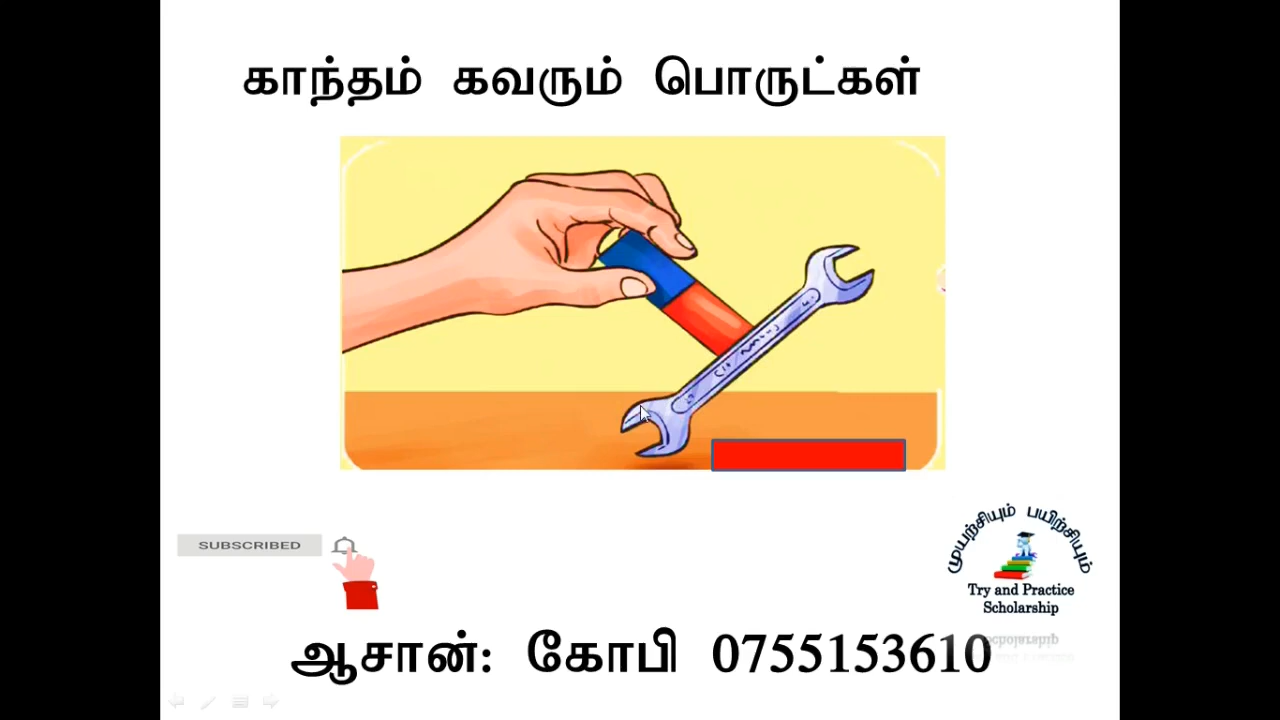 காந்தம் கவரும் பொருட்கள்
SUBSCRIBED
முயற்சியும் பயிற்சியும்
Try and Practice
Scholarship
ஆசான்: கோபி 0755153610